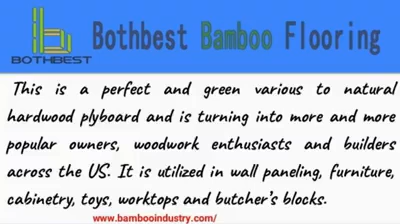 BOTHBEST
Bothbest Bamboo Flooring
This is a perfect and green various to natural
hardwood plyboard and is turning into more and more
popular owners, woodwork enthusiasts and builders
across the US. It is utilized in wall paneling, furniture,
cabinetry, toys, worktops and butcher's blocks.
www.bambooindustry.com/